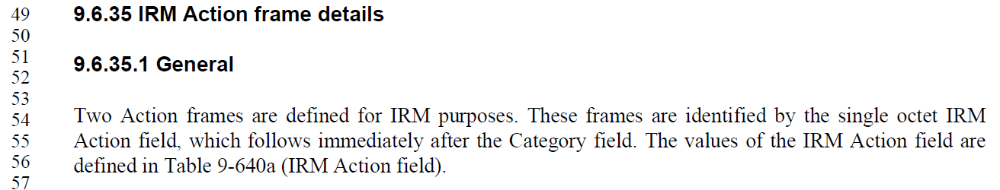 49 9.6.35 IRM Action frame details
50
51 9.6.35.1 General
52
53
54 Two Action frames are defined for IRM purposes. These frames are identified by the single octet IRM
55 Action field, which follows immediately after the Category field. The values of the IRM Action field are
56 defined in Table 9-640a (IRM Action field).
57